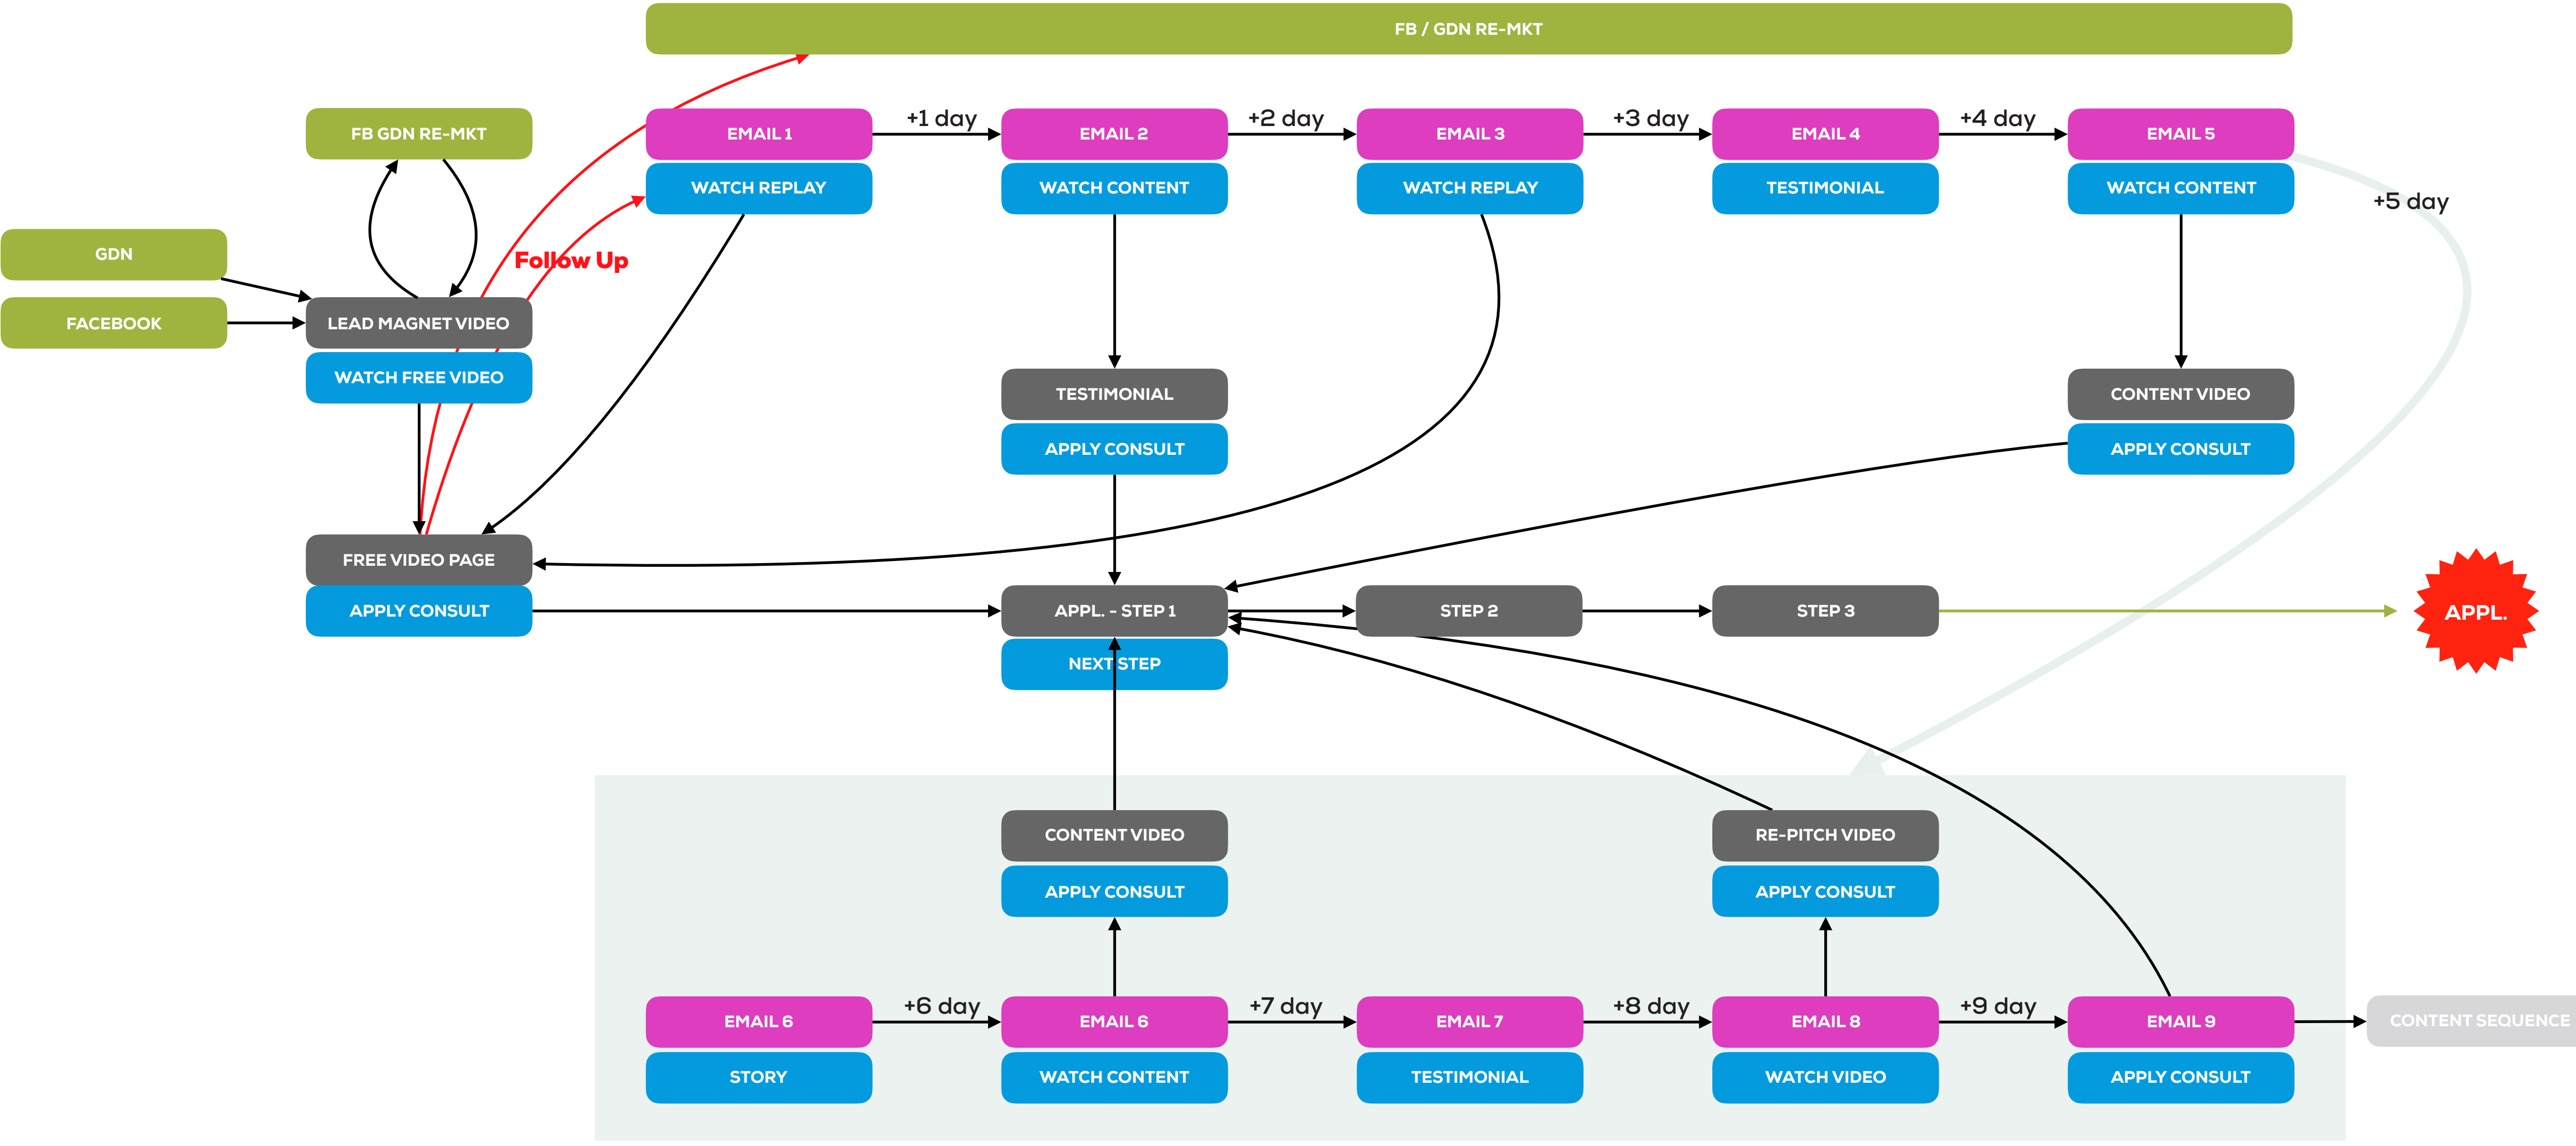 FB / GDN RE-MKT
FB GDN RE-MKT
EMAIL 1
+1 day
EMAIL 2
+2 day
EMAIL 3
+3 day
EMAIL 4
+4 day
EMAIL 5
WATCH REPLAY
WATCH CONTENT
WATCH REPLAY
TESTIMONIAL
WATCH CONTENT
+5 day
GDN
Follow Up
FACEBOOK
LEAD MAGNET VIDEO
WATCH FREE VIDEO
TESTIMONIAL
CONTENT VIDEO
APPLY CONSULT
APPLY CONSULT
FREE VIDEO PAGE
APPLY CONSULT
APPL. - STEP 1
STEP 2
STEP 3
APPL.
NEXT STEP
CONTENT VIDEO
RE-PITCH VIDEO
APPLY CONSULT
APPLY CONSULT
EMAIL 6
+6 day
EMAIL 6
+7 day
EMAIL 7
+8 day
EMAIL 8
+9 day
EMAIL 9
CONTENT SEQUENCE
STORY
WATCH CONTENT
TESTIMONIAL
WATCH VIDEO
APPLY CONSULT